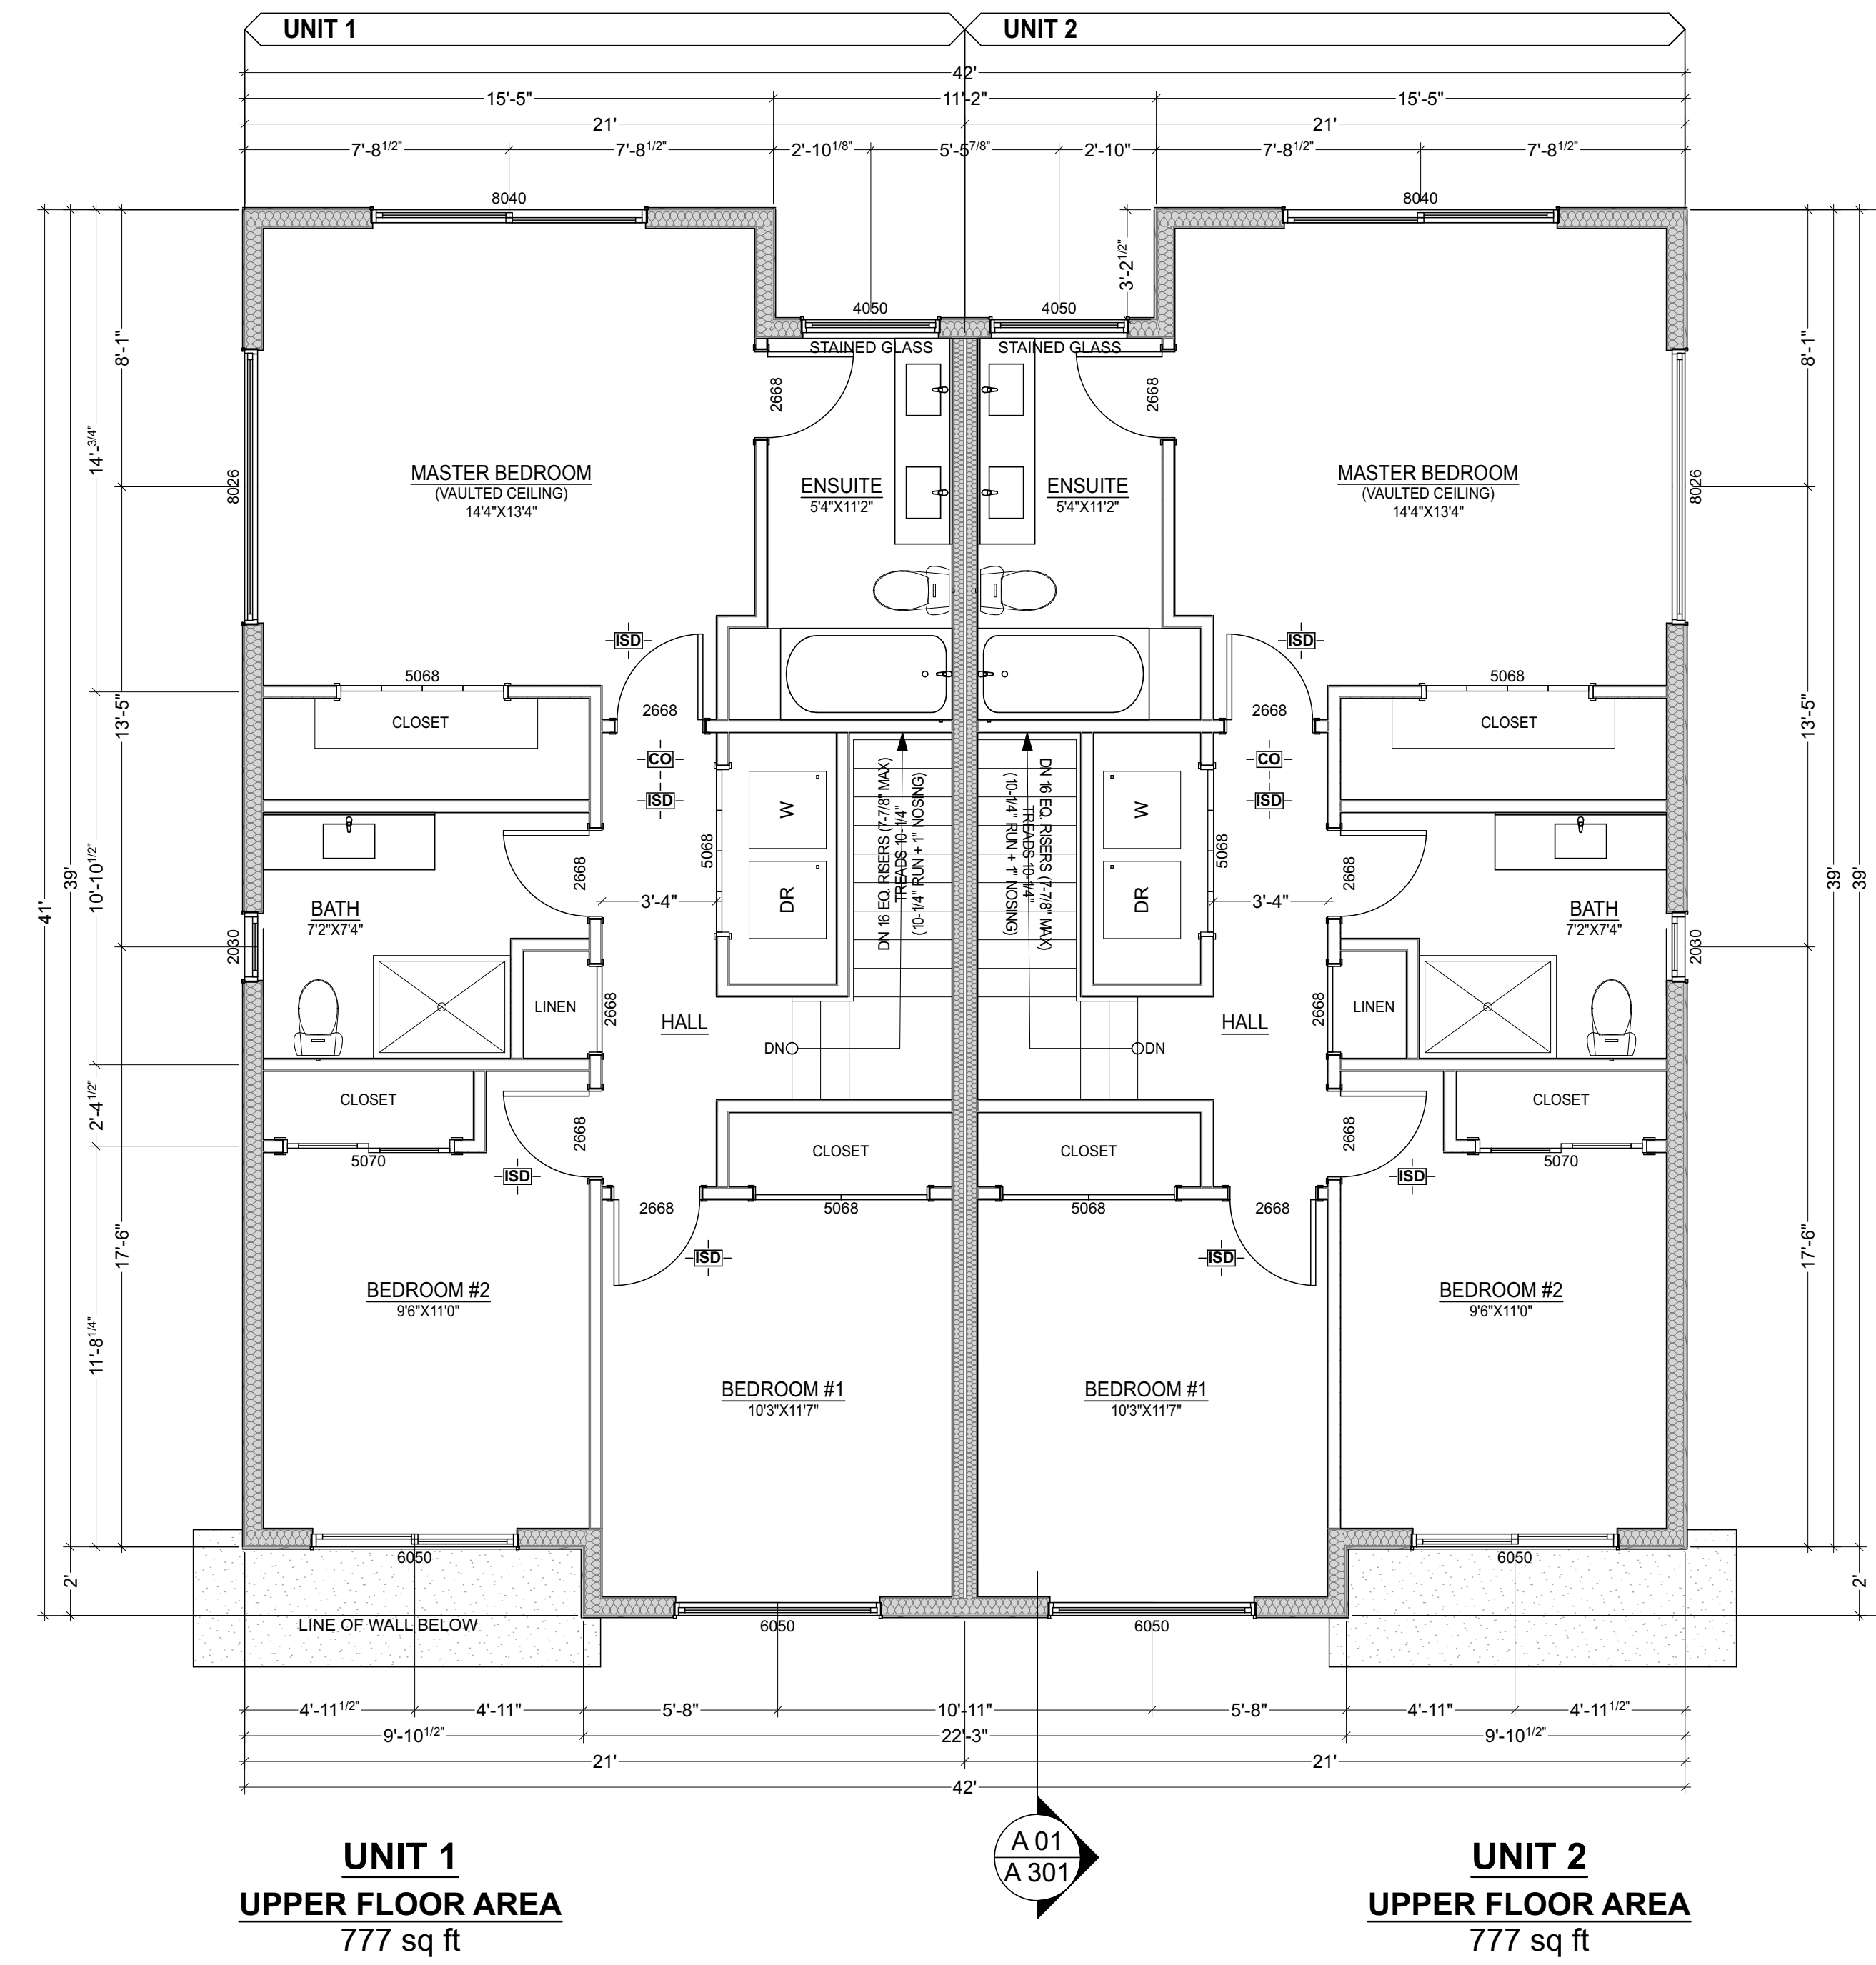 UNIT 1
UNIT 2
42'
15'-5"
11'-2"
15'-5"
21'
21'
7'-8 1/2"
7'-8 1/2"
2'-10 1/8"
5'-5 7/8"
2'-10"
7'-8 1/2"
7'-8 1/2"
8040
8040
3'-2 1/2"
4050
4050
STAINED GLASS
STAINED GLASS
8'-1"
8'-1"
2668
2668
14'-3/4"
8026
MASTER BEDROOM
(VAULTED CEILING)
14'4"X13'4"
ENSUITE
5'4"X11'2"
ENSUITE
5'4"X11'2"
MASTER BEDROOM
(VAULTED CEILING)
14'4"X13'4"
8026
ISD
ISD
5068
5068
13'-5"
CLOSET
2668
2668
CLOSET
13'-5"
CO
CO
ISD
ISD
W
DN 16 EQ. RISERS (7-7/8" MAX)
TREADS 10-1/4"
(10-1/4" RUN + 1" NOSING)
DN 16 EQ. RISERS (7-7/8" MAX)
TREADS 10-1/4"
(10-1/4" RUN + 1" NOSING)
W
5068
5068
2668
2668
41'
39'
10'-10 1/2"
39'
39'
3'-4"
DR
DR
3'-4"
BATH
7'2"X7'4"
BATH
7'2"X7'4"
2030
2030
LINEN
2668
HALL
HALL
2668
LINEN
DN
DN
2'-4 1/2"
CLOSET
2668
2668
CLOSET
CLOSET
CLOSET
5070
5070
ISD
ISD
2668
5068
5068
2668
17'-6"
17'-6"
ISD
ISD
BEDROOM #2
9'6"X11'0"
BEDROOM #2
9'6"X11'0"
11'-8 1/4"
BEDROOM #1
10'3"X11'7"
BEDROOM #1
10'3"X11'7"
6050
6050
2'
2'
LINE OF WALL BELOW
6050
6050
4'-11 1/2"
4'-11"
5'-8"
10'-11"
5'-8"
4'-11"
4'-11 1/2"
9'-10 1/2"
22'-3"
9'-10 1/2"
21'
21'
42'
A 01
A 301
UNIT 1
UPPER FLOOR AREA
777 sq ft
UNIT 2
UPPER FLOOR AREA
777 sq ft